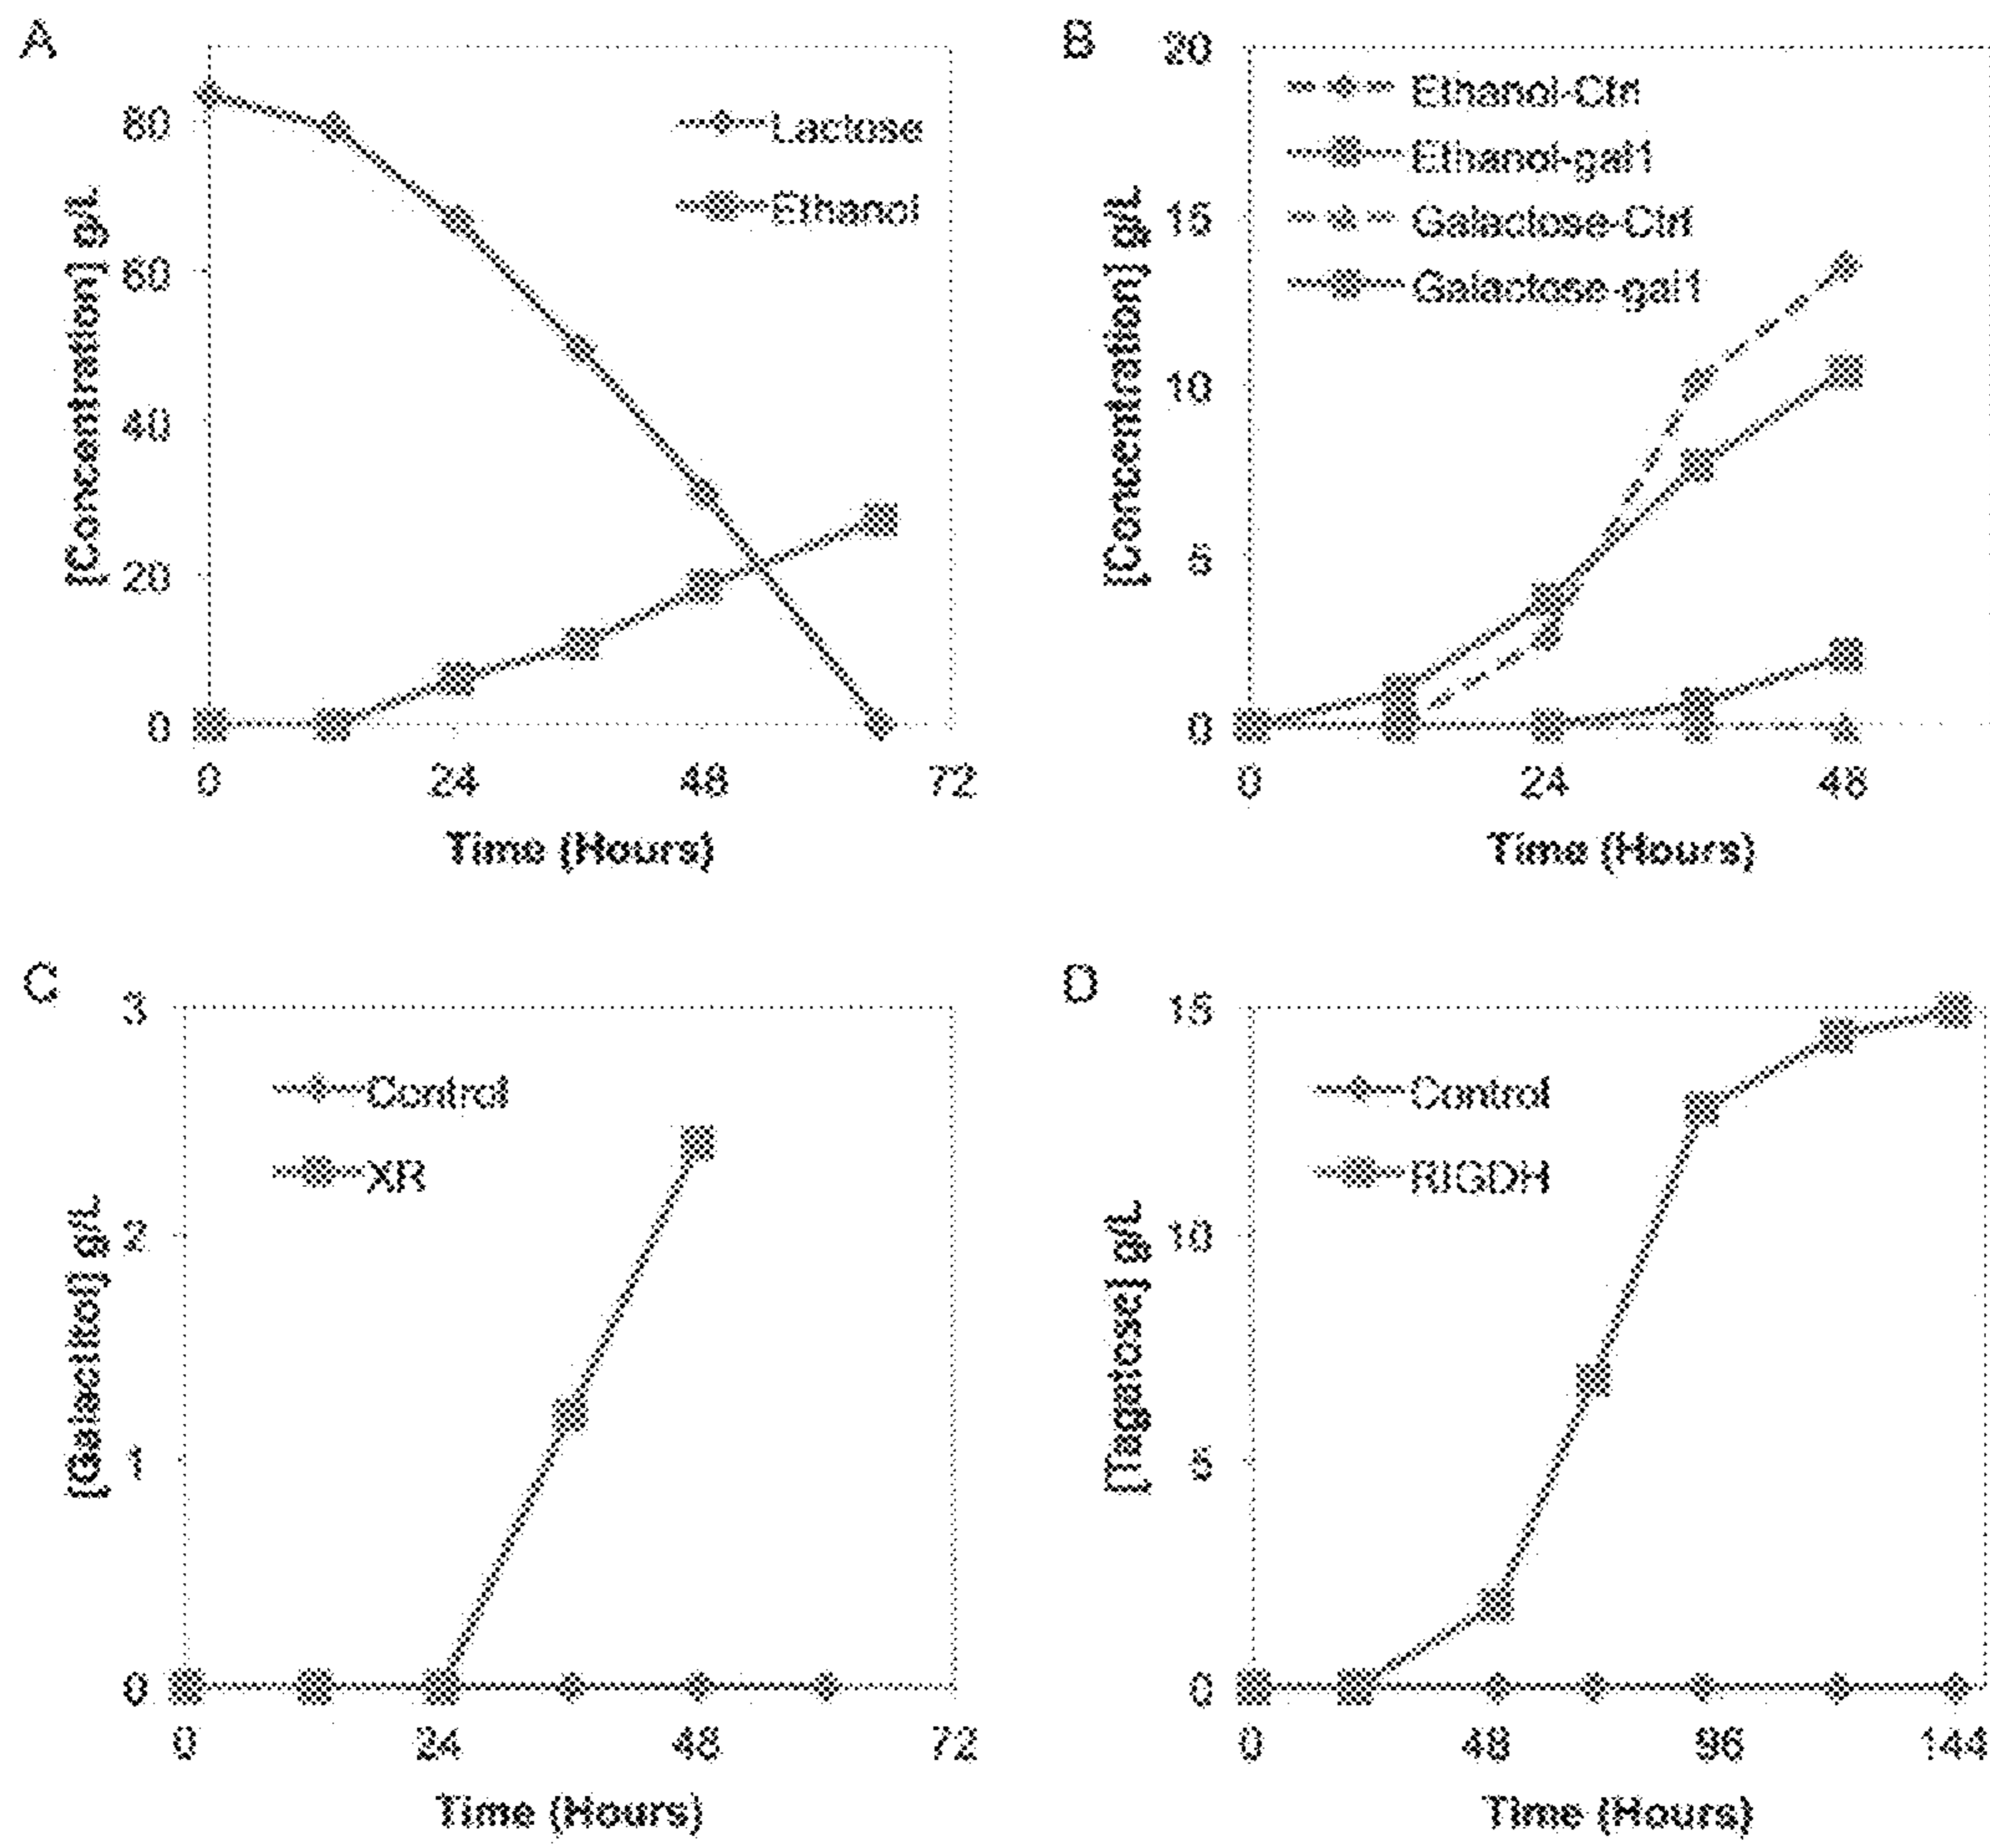 A
[Concentration] g/L
80
60
40
20
0
Lactose
Ethanol
0 24 48 72
Time (Hours)
B
[Concentration] g/L
20
15
10
5
0
Ethanol-Ctrl
Ethanol-gal1
Galactose-Ctrl
Galactose-gal1
0 24 48
Time (Hours)
C
[Galactitol] g/L
3
2
1
0
Control
XR
0 24 48 72
Time (Hours)
D
[Tagatose] g/L
15
10
5
0
Control
RlGDH
0 48 96 144
Time (Hours)